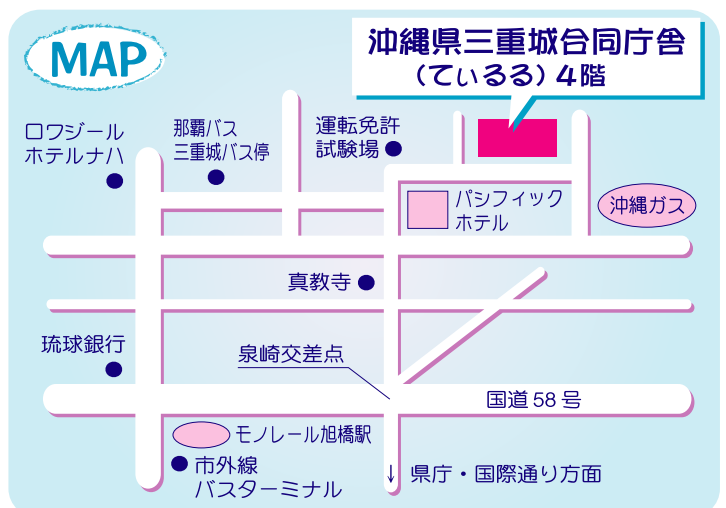 MAP
沖縄県三重城合同庁舎
（てぃるる）４階
ロワジール
ホテルナハ
那覇バス
三重城バス停
運転免許
試験場
パシフィック
ホテル
沖縄ガス
真教寺
琉球銀行
泉崎交差点
国道58号
モノレール旭橋駅
市外線
バスターミナル
↓ 県庁・国際通り方面